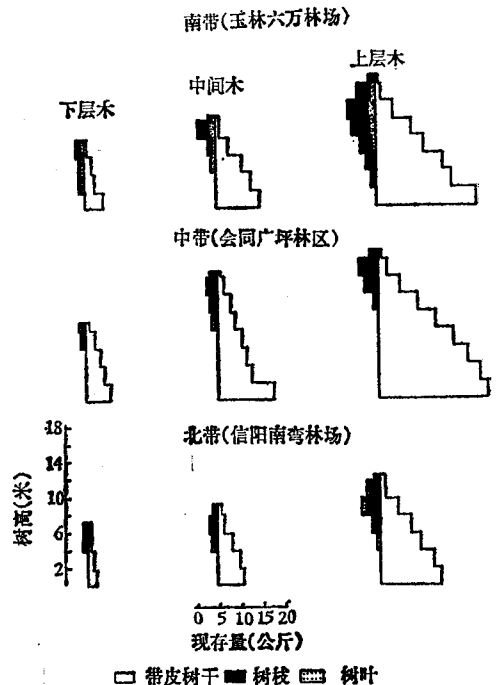 南带(玉林六万林场)
下层木
中间木
上层木
中带(会同广坪林区)
北带(信阳南弯林场)
树高(米)
18
14
10
6
2
0 5 10 15 20
现存量(公斤)
带皮树干 树枝 树叶